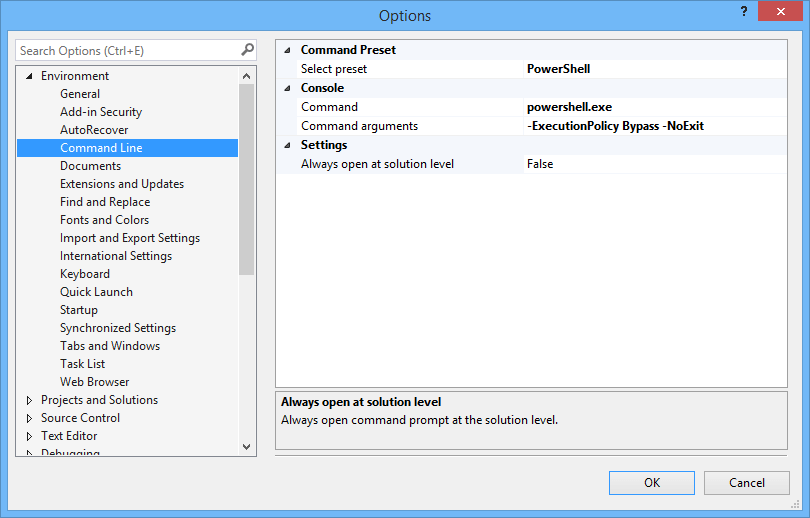 Options
?
Search Options (Ctrl+E)
Environment
General
Add-in Security
AutoRecover
Command Line
Documents
Extensions and Updates
Find and Replace
Fonts and Colors
Import and Export Settings
International Settings
Keyboard
Quick Launch
Startup
Synchronized Settings
Tabs and Windows
Task List
Web Browser
Projects and Solutions
Source Control
Text Editor
Debugging
Command Preset
Select preset PowerShell
Console
Command powershell.exe
Command arguments -ExecutionPolicy Bypass -NoExit
Settings
Always open at solution level False
Always open at solution level
Always open command prompt at the solution level.
OK Cancel